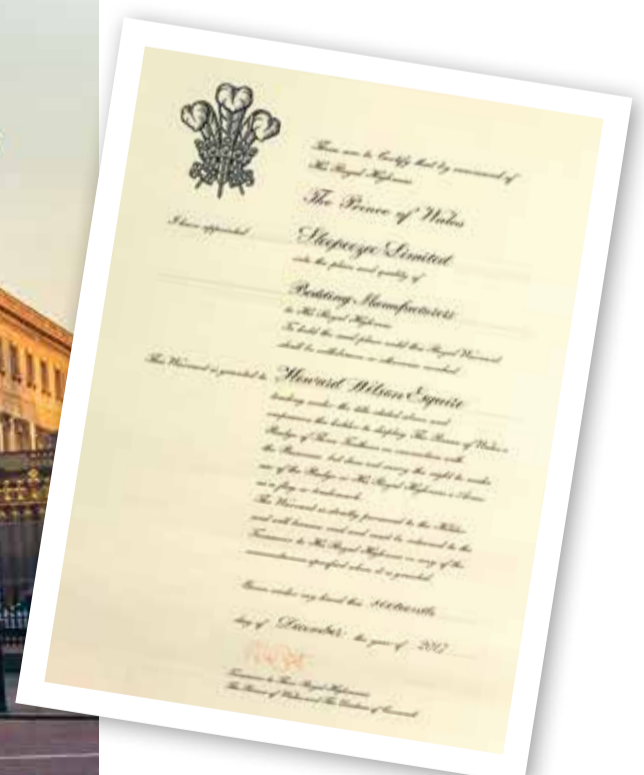 These are to Certify that by command of
His Royal Highness
The Prince of Wales
I have appointed Sleepeezee Limited
into the place and quality of
Bedding Manufacturers
to His Royal Highness
To hold the said place until this Royal Warrant
shall be withdrawn or otherwise revoked.
This Warrant is granted to Howard Wilson Esquire
trading under the title stated above and
empowers the holder to display The Prince of Wales's
Badge of Three Feathers in connection with
the Business but does not carry the right to make
use of the Badge or His Royal Highness's Arms
as a flag or trademark.
The Warrant is strictly personal to the Holder
and will become void and must be returned to the
Treasurer to His Royal Highness in any of the
circumstances specified when it is granted.
Given under my hand this sixteenth
day of December the year of 2012
Treasurer to Their Royal Highnesses
The Prince of Wales and The Duchess of Cornwall